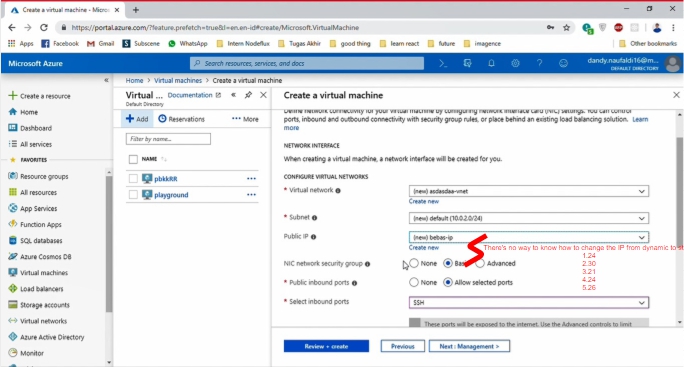 Create a virtual machine - Micros
https://portal.azure.com/?feature.prefetch=true&l=en.en-id#create/Microsoft.VirtualMachine
Apps
Facebook
Gmail
Subscene
WhatsApp
Intern Nodeflux
Tugas Akhir
good thing
learn react
future
imagence
Other bookmarks
Microsoft Azure
Search resources, services, and docs
dandy.naufaldi16@m...
DEFAULT DIRECTORY
Create a resource
Home
Dashboard
All services
FAVORITES
Resource groups
All resources
App Services
Function Apps
SQL databases
Azure Cosmos DB
Virtual machines
Load balancers
Storage accounts
Virtual networks
Azure Active Directory
Monitor
Home > Virtual machines > Create a virtual machine
Virtual ... Documentation
Default Directory
Add Reservations ••• More
Filter by name...
NAME
pbkkRR •••
playground •••
Create a virtual machine
Define network connectivity for your virtual machine by configuring network interface card (NIC) settings. You can control
ports, inbound and outbound connectivity with security group rules, or place behind an existing load balancing solution. Learn
more
NETWORK INTERFACE
When creating a virtual machine, a network interface will be created for you.
CONFIGURE VIRTUAL NETWORKS
* Virtual network (new) asdasdaa-vnet
Create new
* Subnet (new) default (10.0.2.0/24)
Public IP (new) bebas-ip
Create new
There's no way to know how to change the IP from dynamic to
1.24
2.30
3.21
4.24
5.26
NIC network security group None Advanced
* Public inbound ports None Allow selected ports
* Select inbound ports SSH
These ports will be exposed to the internet. Use the Advanced controls to limit
Review + create
Previous
Next : Management >